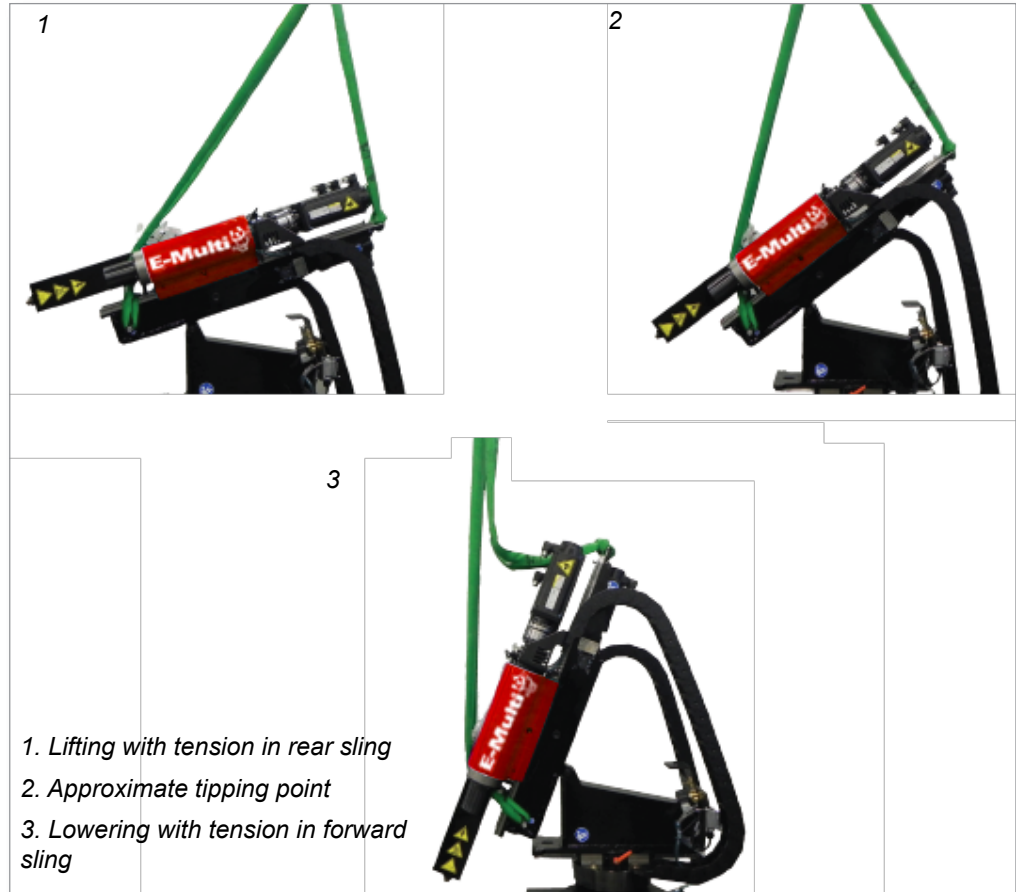 1
2
E-Multi
E-Multi
3
E-Multi
1. Lifting with tension in rear sling
2. Approximate tipping point
3. Lowering with tension in forward
sling